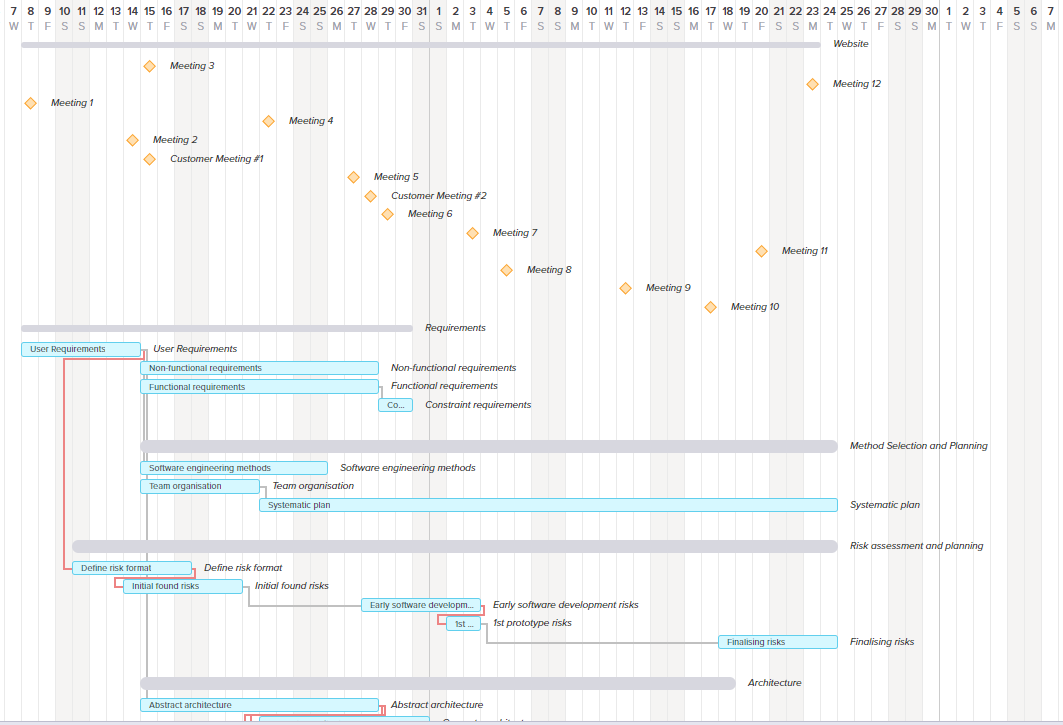 7 8 9 10 11 12 13 14 15 16 17 18 19 20 21 22 23 24 25 26 27 28 29 30 31 1 2 3 4 5 6 7 8 9 10 11 12 13 14 15 16 17 18 19 20 21 22 23 24 25 26 27 28 29 30 1 2 3 4 5 6 7
W T F S S M T W T F S S M T W T F S S M T W T F S S M T W T F S S M T W T F S S M T W T F S S M T W T F S S M T W T F S S M
Website
Meeting 3
Meeting 12
Meeting 1
Meeting 4
Meeting 2
Customer Meeting #1
Meeting 5
Customer Meeting #2
Meeting 6
Meeting 7
Meeting 11
Meeting 8
Meeting 9
Meeting 10
Requirements
User Requirements User Requirements
Non-functional requirements Non-functional requirements
Functional requirements Functional requirements
Co... Constraint requirements
Method Selection and Planning
Software engineering methods Software engineering methods
Team organisation Team organisation
Systematic plan Systematic plan
Risk assessment and planning
Define risk format Define risk format
Initial found risks Initial found risks
Early software developm... Early software development risks
1st ... 1st prototype risks
Finalising risks Finalising risks
Architecture
Abstract architecture Abstract architecture